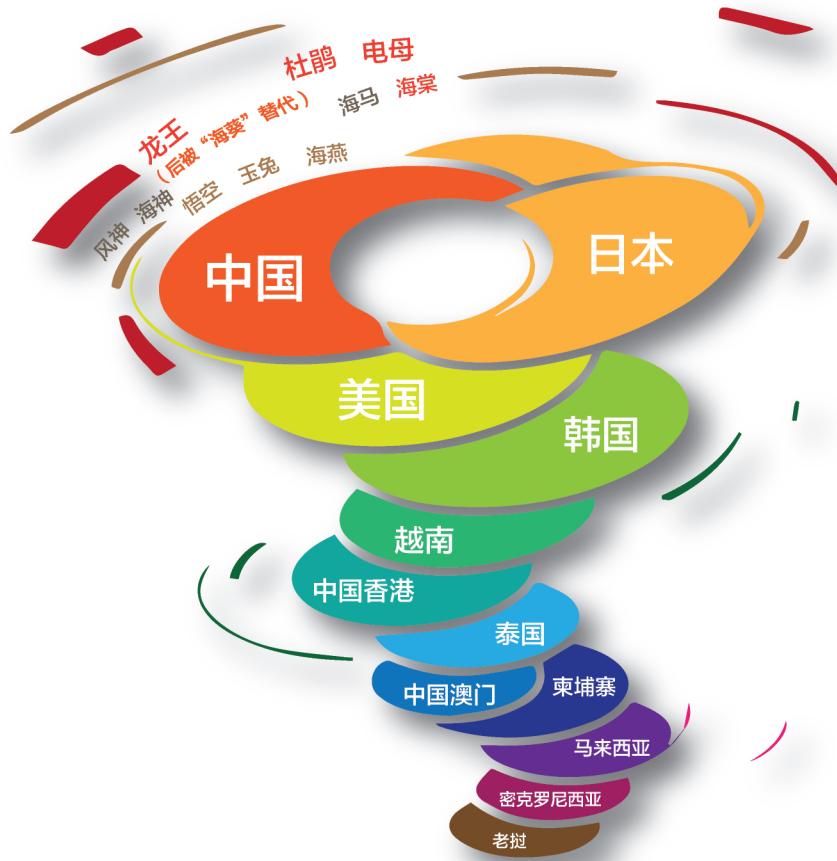 杜鹃 电母
龙王
(后被“海葵”替代)
海马 海棠
风神 海神 悟空 玉兔 海燕
中国
日本
美国
韩国
越南
中国香港
泰国
中国澳门
柬埔寨
马来西亚
密克罗尼西亚
老挝